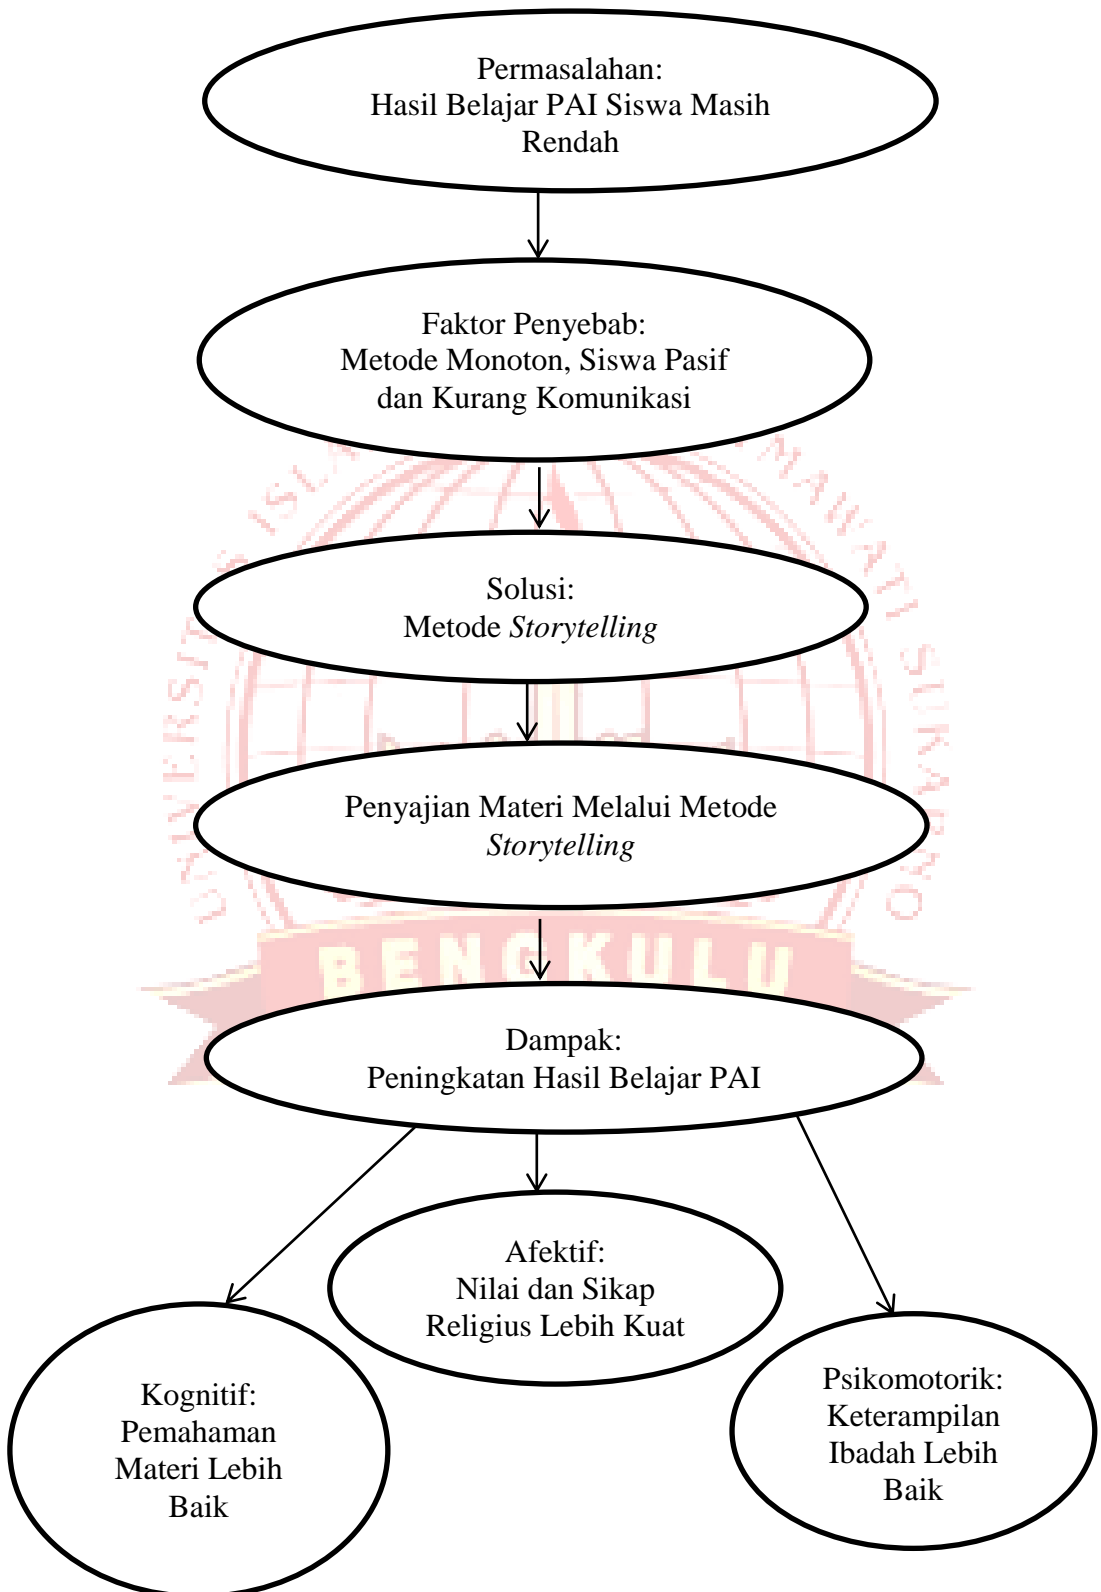 Permasalahan:
Hasil Belajar PAI Siswa Masih
Rendah
Faktor Penyebab:
Metode Monoton, Siswa Pasif
dan Kurang Komunikasi
Solusi:
Metode Storytelling
Penyajian Materi Melalui Metode
Storytelling
BENGKULU
Dampak:
Peningkatan Hasil Belajar PAI
Afektif:
Nilai dan Sikap
Religius Lebih Kuat
Kognitif:
Pemahaman
Materi Lebih
Baik
Psikomotorik:
Keterampilan
Ibadah Lebih
Baik